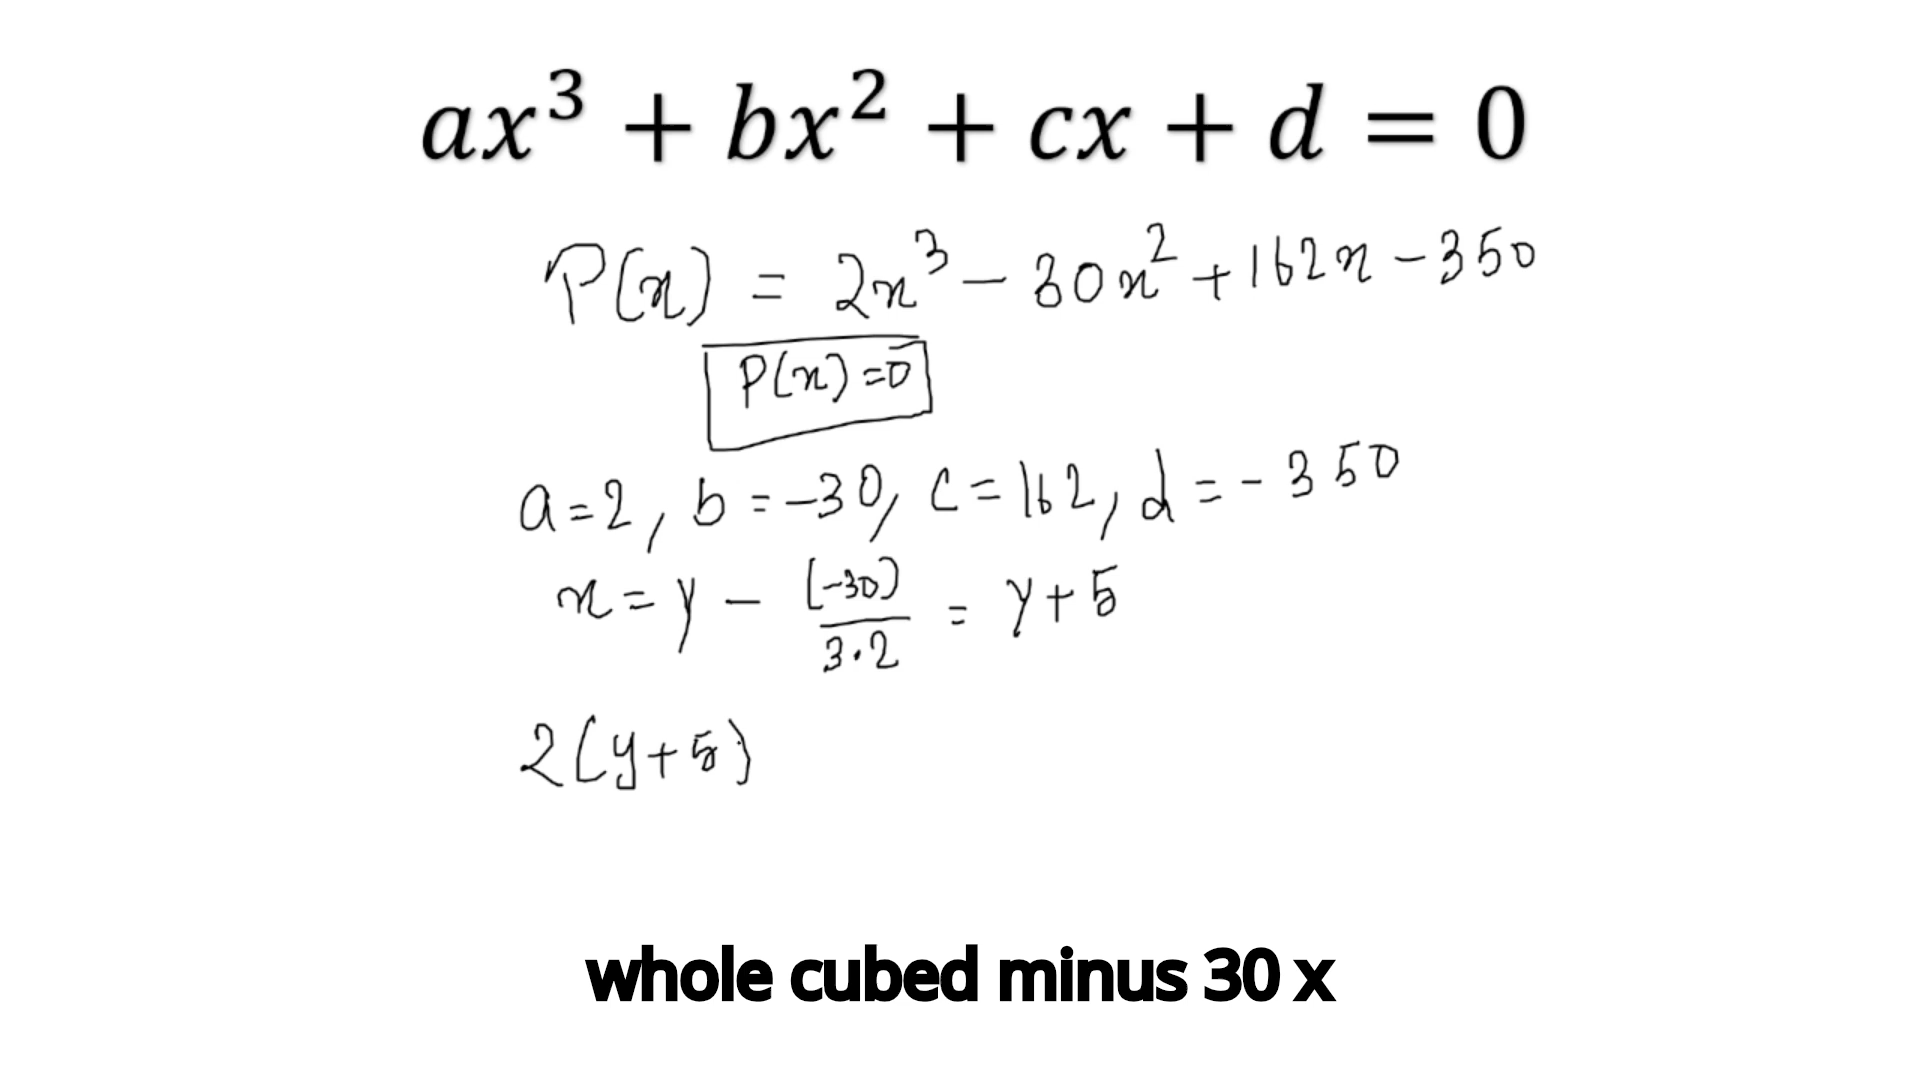 ax³ + bx² + cx + d = 0
P(x) = 2x³ - 30x² + 162x - 350
P(x) = 0
a = 2, b = -30, c = 162, d = -350
x = y - (-30)/3·2 = y + 5
2(y+5)
whole cubed minus 30 x